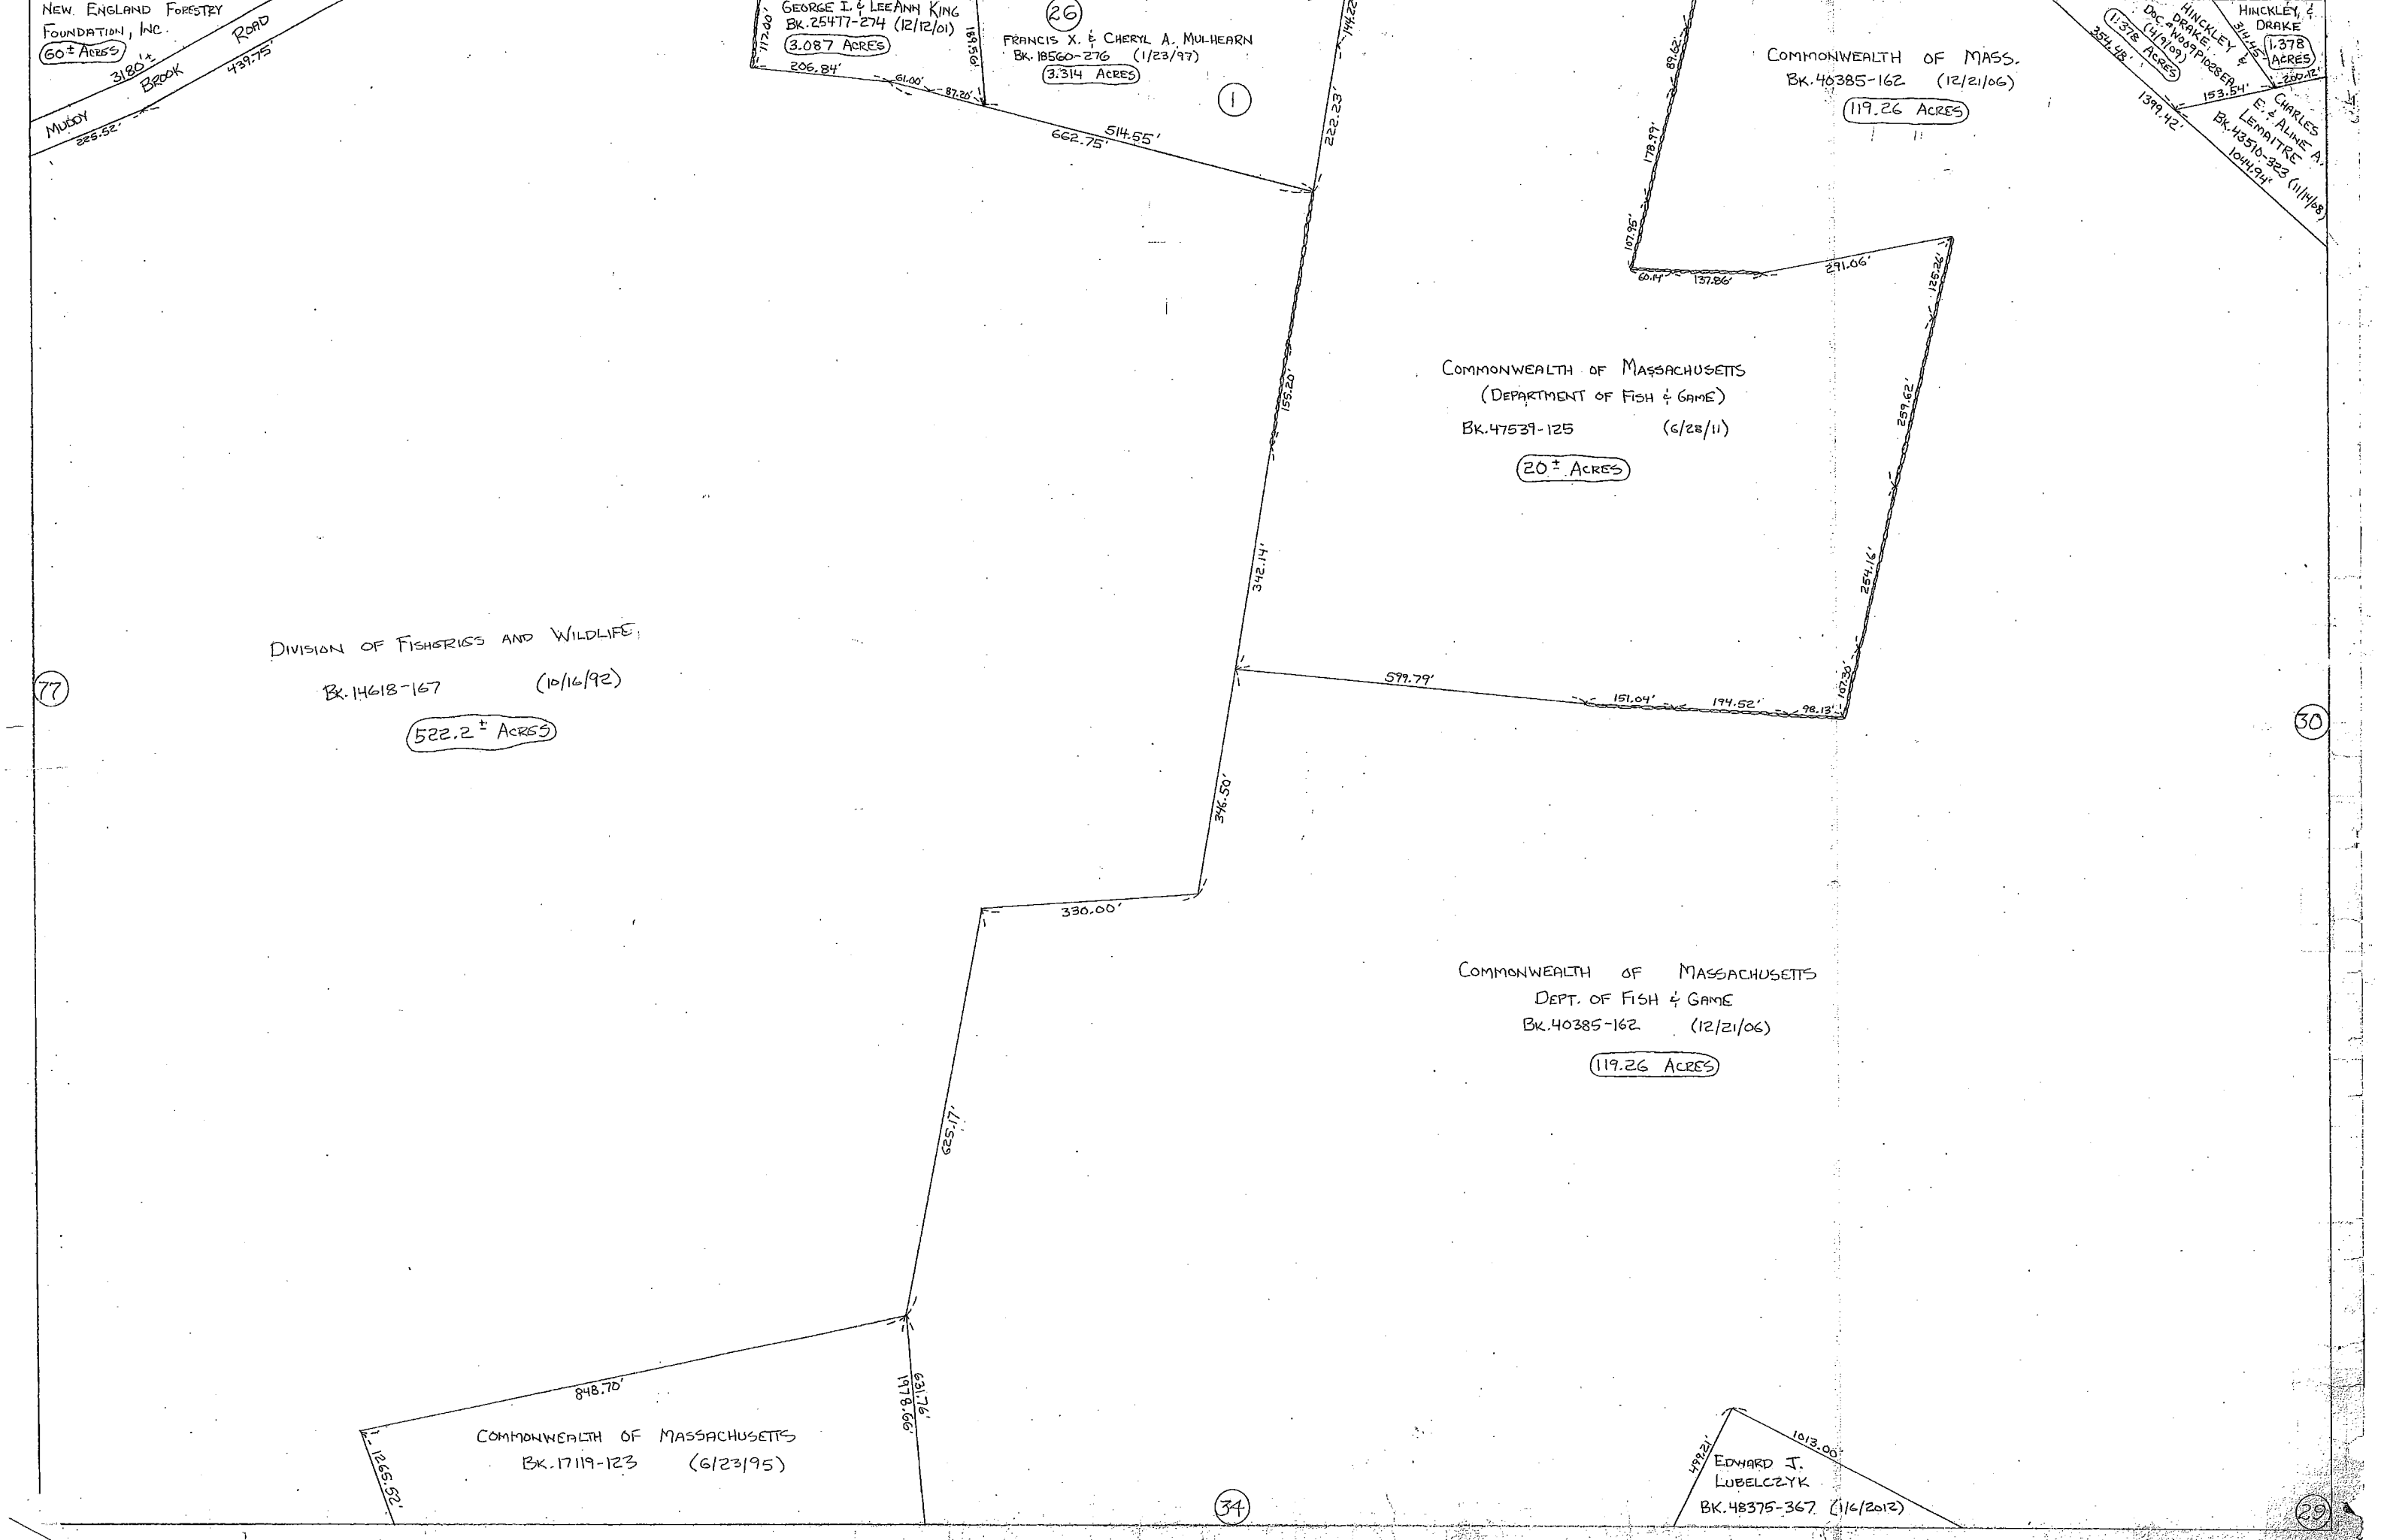 NEW ENGLAND FORESTRY
FOUNDATION, INC.
60± ACRES
3180'±
MUDDY BROOK ROAD
225.52'
439.75'
117.00'
GEORGE I. & LEEANN KING
BK.25477-274 (12/12/01)
3.087 ACRES
206.84'
61.00'
87.20'
189.56'
26
FRANCIS X. & CHERYL A. MULHEARN
BK.18560-276 (1/23/97)
3.314 ACRES
1
514.55'
662.75'
144.22'
222.23'
89.62'
178.99'
107.95'
60.14'
137.86'
291.06'
COMMONWEALTH OF MASS.
BK.40385-162 (12/21/06)
119.26 ACRES
HINCKLEY &
DRAKE
DOC.# WO09P1028EA
(4/9/09)
1.378 ACRES
354.48'
1399.42'
314.45'
HINCKLEY, &
DRAKE
1.378
ACRES
200.12'
153.54'
CHARLES
E. & ALINE A.
LEMAITRE
BK.43510-323 (11/14/08)
1044.94'
125.26'
259.62'
254.16'
107.30'
155.20'
342.14'
COMMONWEALTH OF MASSACHUSETTS
(DEPARTMENT OF FISH & GAME)
BK.47539-125 (6/28/11)
20± ACRES
599.79'
151.04'
194.52'
98.13'
DIVISION OF FISHERIES AND WILDLIFE
BK.14618-167 (10/16/92)
522.2± ACRES
77
30
346.50'
330.00'
625.17'
COMMONWEALTH OF MASSACHUSETTS
DEPT. OF FISH & GAME
BK.40385-162 (12/21/06)
119.26 ACRES
848.70'
1265.52'
COMMONWEALTH OF MASSACHUSETTS
BK.17119-123 (6/23/95)
631.76'
1978.66'
499.21'
1013.00'
EDWARD J.
LUBELCZYK
BK.48375-367 (1/6/2012)
34
29